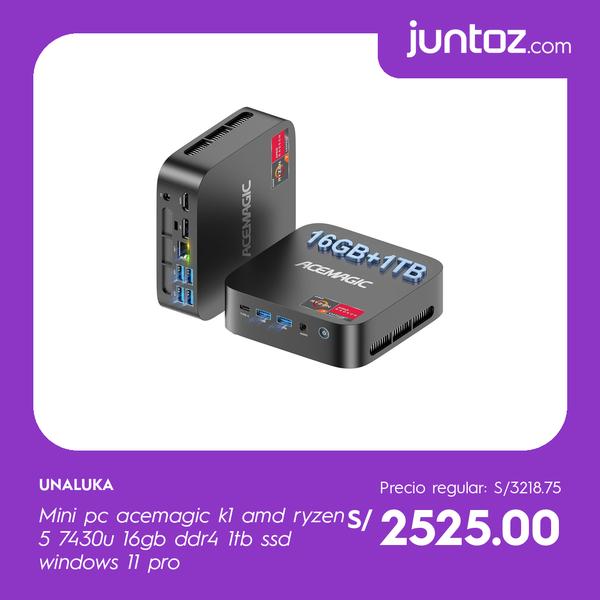 juntoz.com
ACEMAGIC
16GB+1TB
ACEMAGIC
RYZEN
UNALUKA
Precio regular: S/3218.75
Mini pc acemagic k1 amd ryzen
5 7430u 16gb ddr4 1tb ssd
windows 11 pro
S/ 2525.00